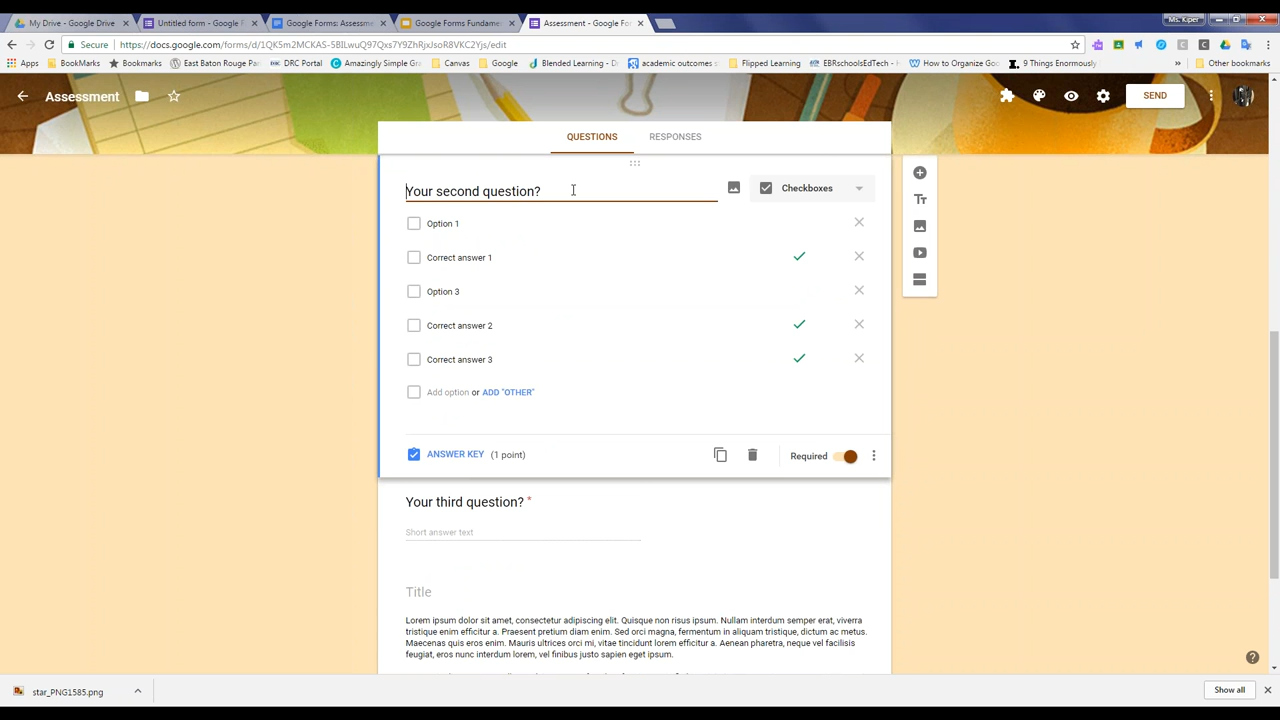 My Drive - Google Drive
Untitled form - Google F
Google Forms: Assessme
Google Forms Fundame
Assessment - Google For
Ms. Kiper
Secure
https://docs.google.com/forms/d/1QK5m2MCKAS-5BILwuQ97Qxs7Y9ZhRjxJsoR8VKC2Yjs/edit
Apps
BookMarks
Bookmarks
East Baton Rouge Pa
DRC Portal
Amazingly Simple Gra
Canvas
Google
Blended Learning - D
academic outcomes
Flipped Learning
EBRschoolsEdTech -
How to Organize Goo
9 Things Enormously
»
Other bookmarks
Assessment
SEND
QUESTIONS
RESPONSES
Your second question?
Checkboxes
Option 1
Correct answer 1
Option 3
Correct answer 2
Correct answer 3
Add option or ADD "OTHER"
ANSWER KEY (1 point)
Required
Your third question? *
Short answer text
Title
Lorem ipsum dolor sit amet, consectetur adipiscing elit. Quisque non risus ipsum. Nullam interdum semper erat, viverra
tristique enim efficitur a. Praesent pretium diam enim. Sed orci magna, fermentum in aliquam tristique, dictum ac metus.
Maecenas quis eros enim. Mauris ultrices orci mi, vitae tincidunt lorem efficitur a. Aenean pharetra, neque vel facilisis
feugiat, eros nunc interdum lorem, vel finibus justo sapien eget ipsum.
star_PNG1585.png
Show all